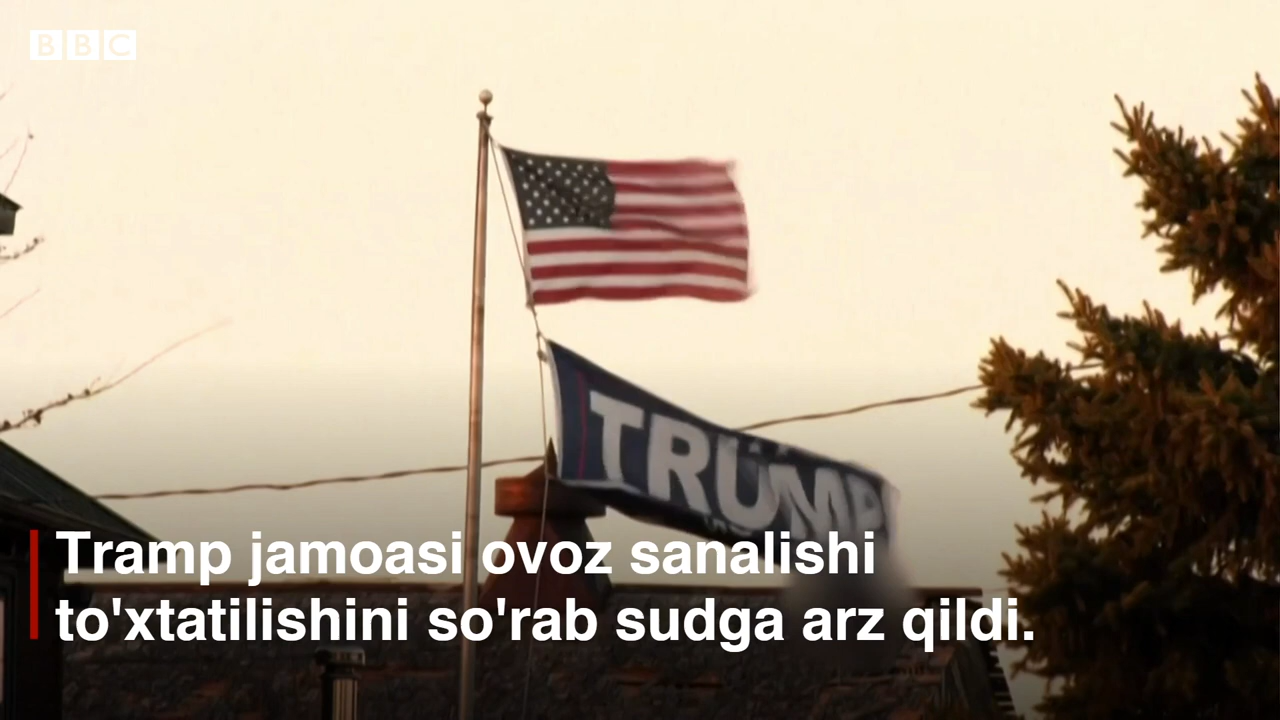 BBC
TRUMP
Tramp jamoasi ovoz sanalishi
to'xtatilishini so'rab sudga arz qildi.